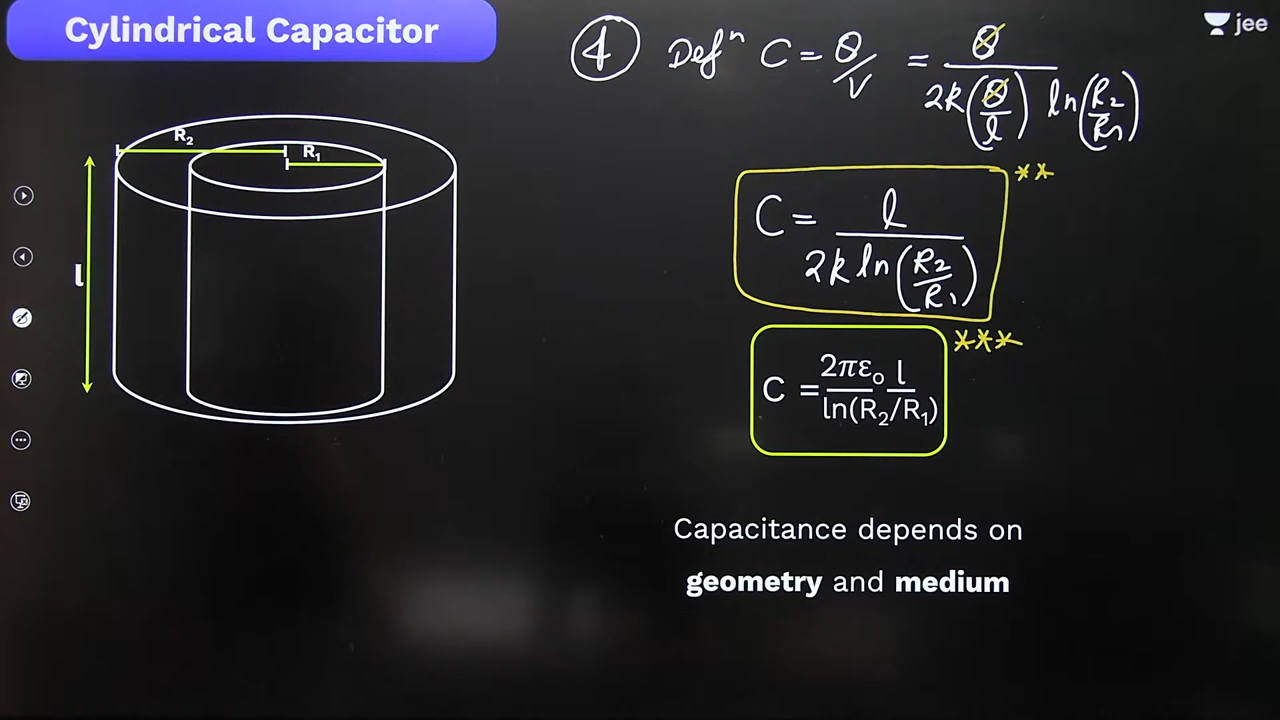 Cylindrical Capacitor
jee
4 Defⁿ C = Q/V = Q / (2k(Q/l) ln(R₂/R₁))
R₂
R₁
l
C = l / (2k ln(R₂/R₁)) **
C = 2πε₀ l / ln(R₂/R₁) ***
Capacitance depends on
geometry and medium